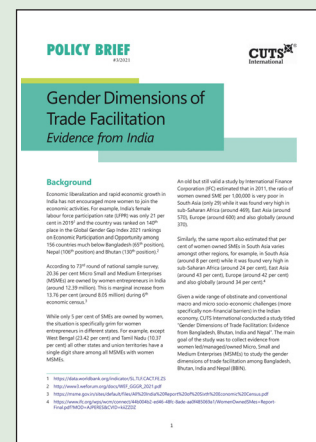 POLICY BRIEF
#3/2021
CUTS
International
Gender Dimensions of
Trade Facilitation
Evidence from India
Background
Economic liberalization and rapid economic growth in
India has not encouraged more women to join the
economic activities. For example, India's female
labour force participation rate (LFPR) was only 21 per
cent in 2019¹ and the country was ranked on 140th
place in the Global Gender Gap Index 2021 rankings
on Economic Participation and Opportunity among
156 countries much below Bangladesh (65th position),
Nepal (106th position) and Bhutan (130th position).²
According to 73rd round of national sample survey,
20.36 per cent Micro Small and Medium Enterprises
(MSMEs) are owned by women entrepreneurs in India
(around 12.39 million). This is marginal increase from
13.76 per cent (around 8.05 million) during 6th
economic census.³
While only 5 per cent of SMEs are owned by women,
the situation is specifically grim for women
entrepreneurs in different states. For example, except
West Bengal (23.42 per cent) and Tamil Nadu (10.37
per cent) all other states and union territories have a
single digit share among all MSMEs with women
MSMEs.
An old but still valid a study by International Finance
Corporation (IFC) estimated that in 2011, the ratio of
women owned SME per 1,00,000 is very poor in
South Asia (only 29) while it was found very high in
sub-Saharan Africa (around 469), East Asia (around
570), Europe (around 600) and also globally (around
370).
Similarly, the same report also estimated that per
cent of women owned SMEs in South Asia varies
amongst other regions, for example, in South Asia
(around 8 per cent) while it was found very high in
sub-Saharan Africa (around 24 per cent), East Asia
(around 43 per cent), Europe (around 42 per cent)
and also globally (around 34 per cent).⁴
Given a wide range of obstinate and conventional
macro and micro socio-economic challenges (more
specifically non-financial barriers) in the Indian
economy, CUTS International conducted a study titled
"Gender Dimensions of Trade Facilitation: Evidence
from Bangladesh, Bhutan, India and Nepal". The main
goal of the study was to collect evidence from
women led/managed/owned Micro, Small and
Medium Enterprises (MSMEs) to study the gender
dimensions of trade facilitation among Bangladesh,
Bhutan, India and Nepal (BBIN).
1